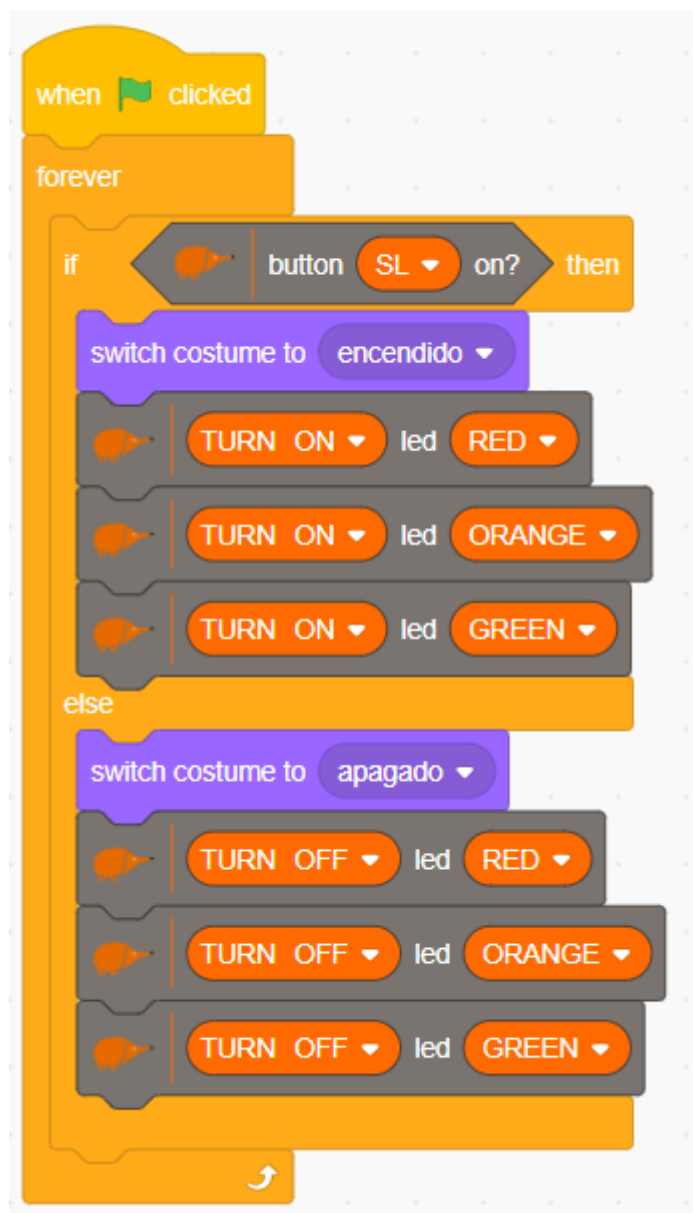 when clicked
forever
if button SL on? then
switch costume to encendido
TURN ON led RED
TURN ON led ORANGE
TURN ON led GREEN
else
switch costume to apagado
TURN OFF led RED
TURN OFF led ORANGE
TURN OFF led GREEN